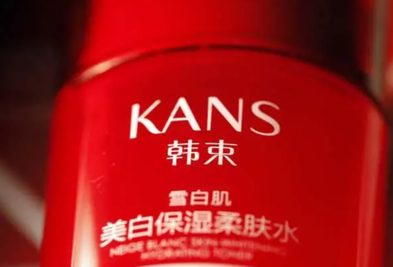 KANS
韩束
雪白肌
美白保湿柔肤水
NEIGE BLANC SKIN WHITENING
HYDRATING TONER